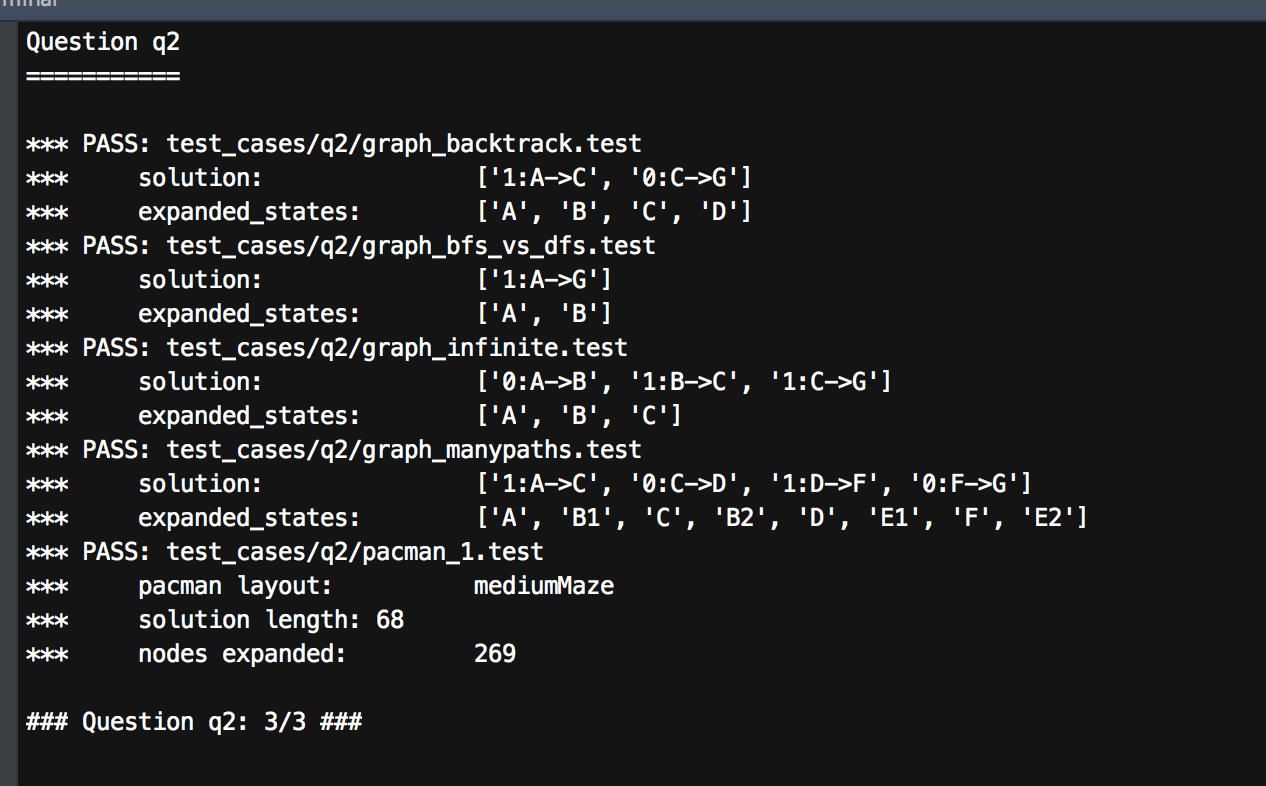 Question q2
===========
*** PASS: test_cases/q2/graph_backtrack.test
*** solution: ['1:A->C', '0:C->G']
*** expanded_states: ['A', 'B', 'C', 'D']
*** PASS: test_cases/q2/graph_bfs_vs_dfs.test
*** solution: ['1:A->G']
*** expanded_states: ['A', 'B']
*** PASS: test_cases/q2/graph_infinite.test
*** solution: ['0:A->B', '1:B->C', '1:C->G']
*** expanded_states: ['A', 'B', 'C']
*** PASS: test_cases/q2/graph_manypaths.test
*** solution: ['1:A->C', '0:C->D', '1:D->F', '0:F->G']
*** expanded_states: ['A', 'B1', 'C', 'B2', 'D', 'E1', 'F', 'E2']
*** PASS: test_cases/q2/pacman_1.test
*** pacman layout: mediumMaze
*** solution length: 68
*** nodes expanded: 269
### Question q2: 3/3 ###